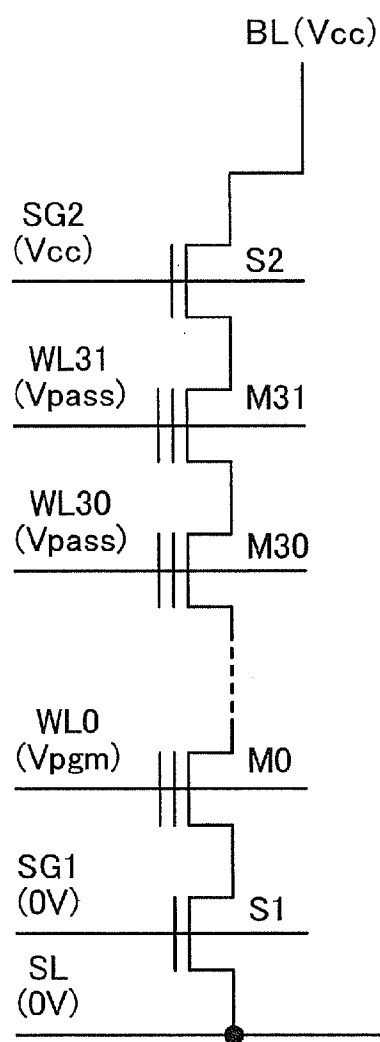 BL(Vcc)
SG2
(Vcc)
S2
WL31
(Vpass)
M31
WL30
(Vpass)
M30
WL0
(Vpgm)
M0
SG1
(0V)
S1
SL
(0V)